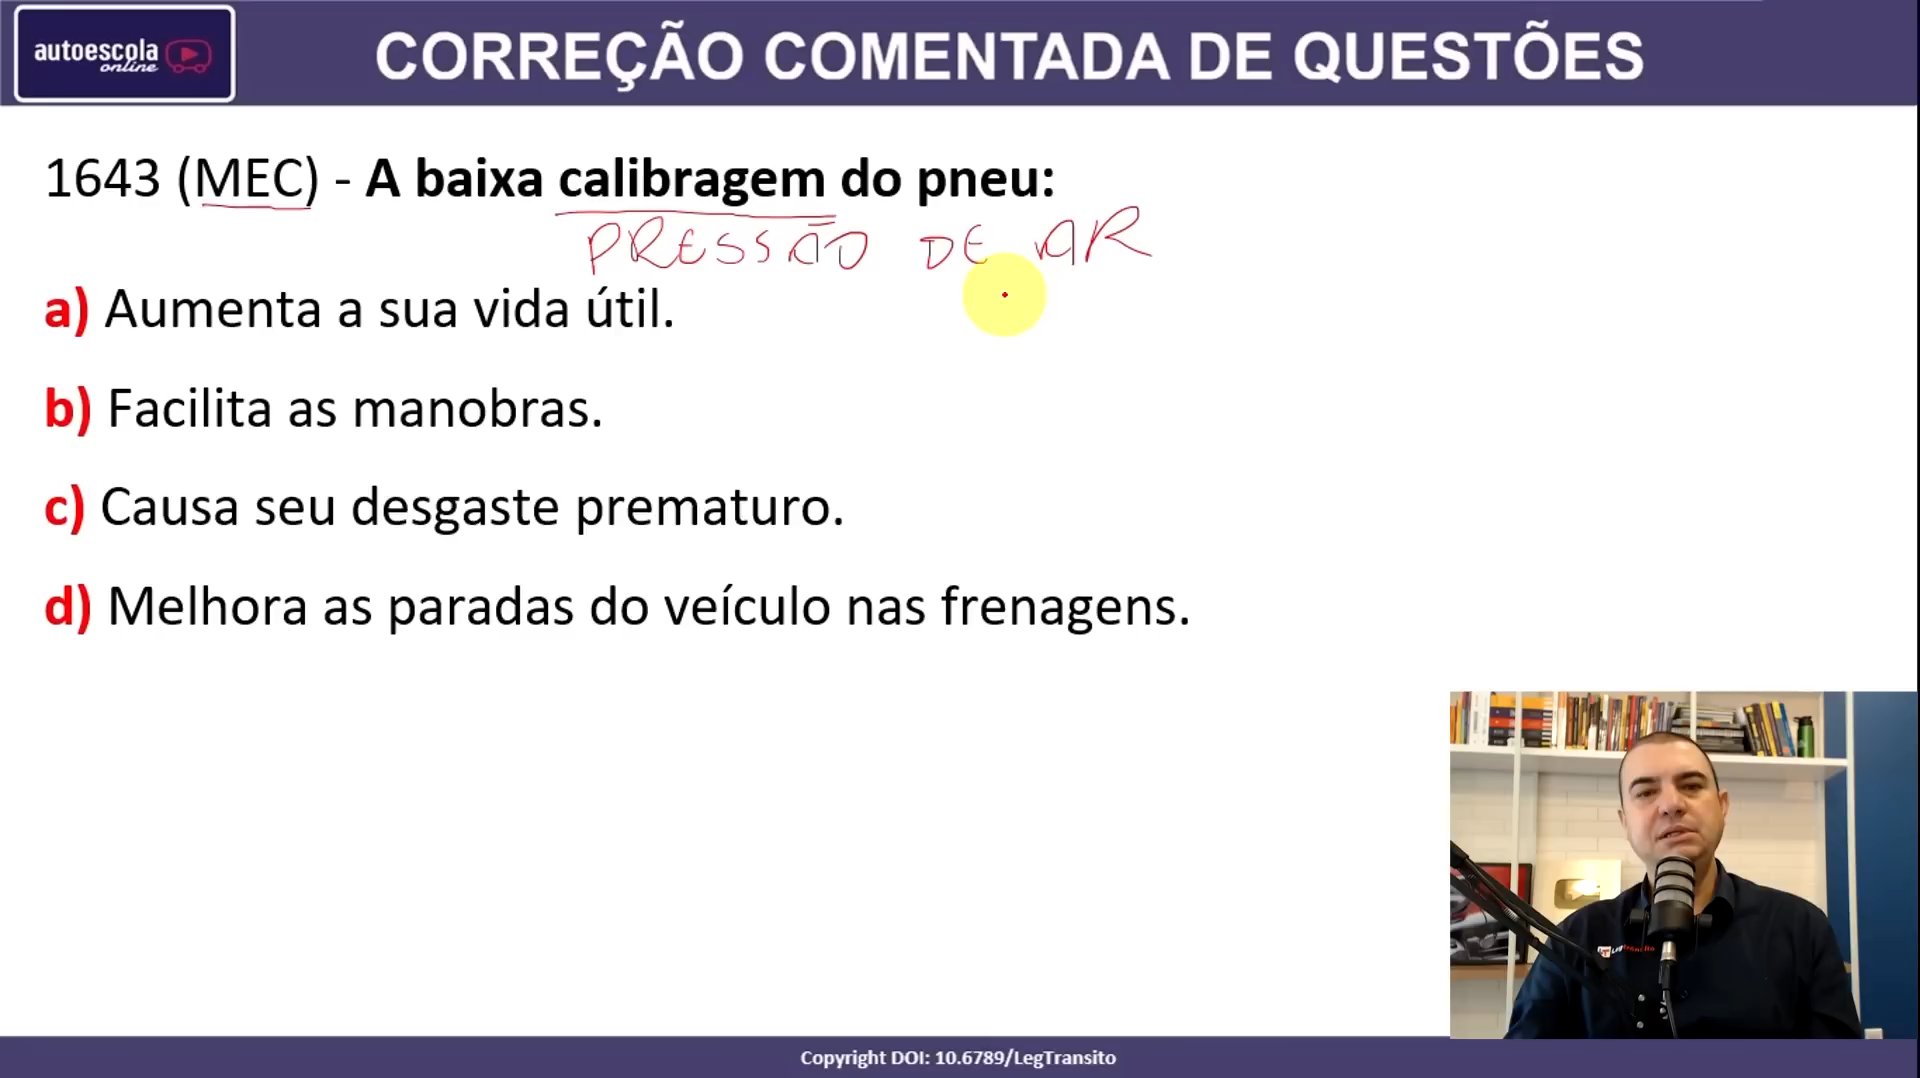 autoescola
online
CORREÇÃO COMENTADA DE QUESTÕES
1643 (MEC) - A baixa calibragem do pneu:
PRESSÃO DE AR
a) Aumenta a sua vida útil.
b) Facilita as manobras.
c) Causa seu desgaste prematuro.
d) Melhora as paradas do veículo nas frenagens.
Legtransito
Copyright DOI: 10.6789/LegTransito